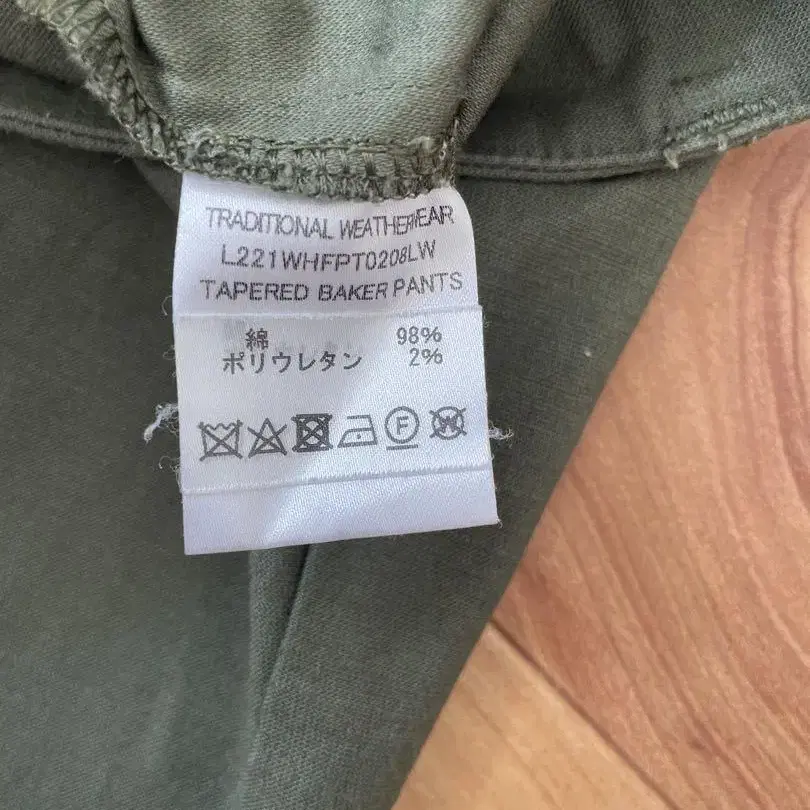 TRADITIONAL WEATHERWEAR
L221WHFPT0208LW
TAPERED BAKER PANTS
綿 98%
ポリウレタン 2%
F W